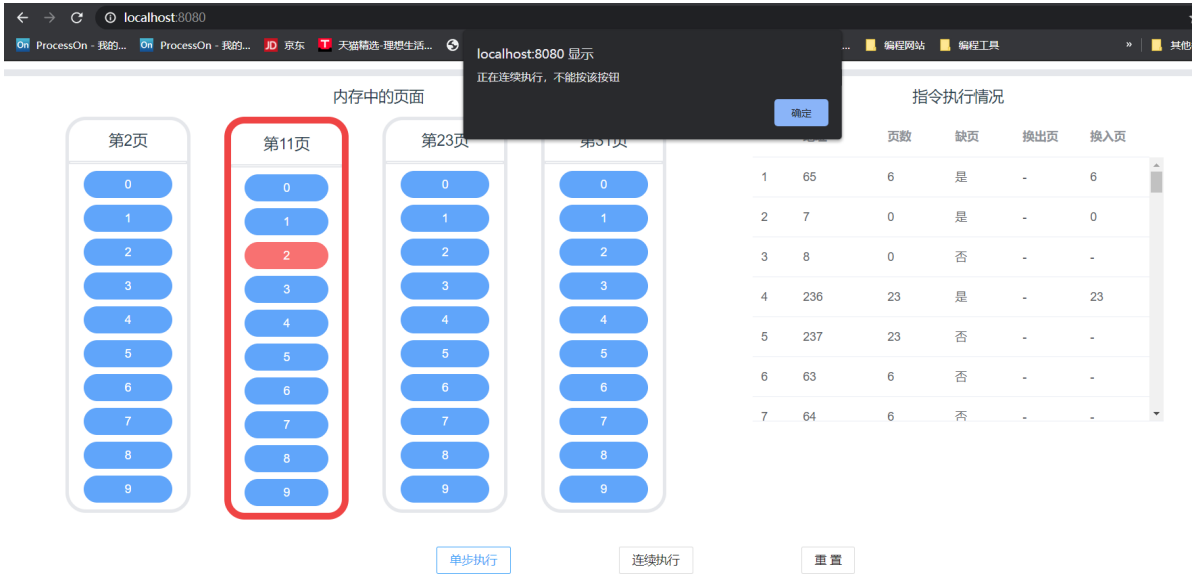 localhost:8080
On ProcessOn - 我的... On ProcessOn - 我的... JD 京东 T 天猫精选-理想生活... ... 编程网站 编程工具 » 其他
localhost:8080 显示
正在连续执行，不能按该按钮
确定
内存中的页面
指令执行情况
第2页 第11页 第23页 第31页
页数 缺页 换出页 换入页
0 0 0 0
1 1 1 1
2 2 2 2
3 3 3 3
4 4 4 4
5 5 5 5
6 6 6 6
7 7 7 7
8 8 8 8
9 9 9 9
1 65 6 是 - 6
2 7 0 是 - 0
3 8 0 否 - -
4 236 23 是 - 23
5 237 23 否 - -
6 63 6 否 - -
7 64 6 否 - -
单步执行 连续执行 重 置